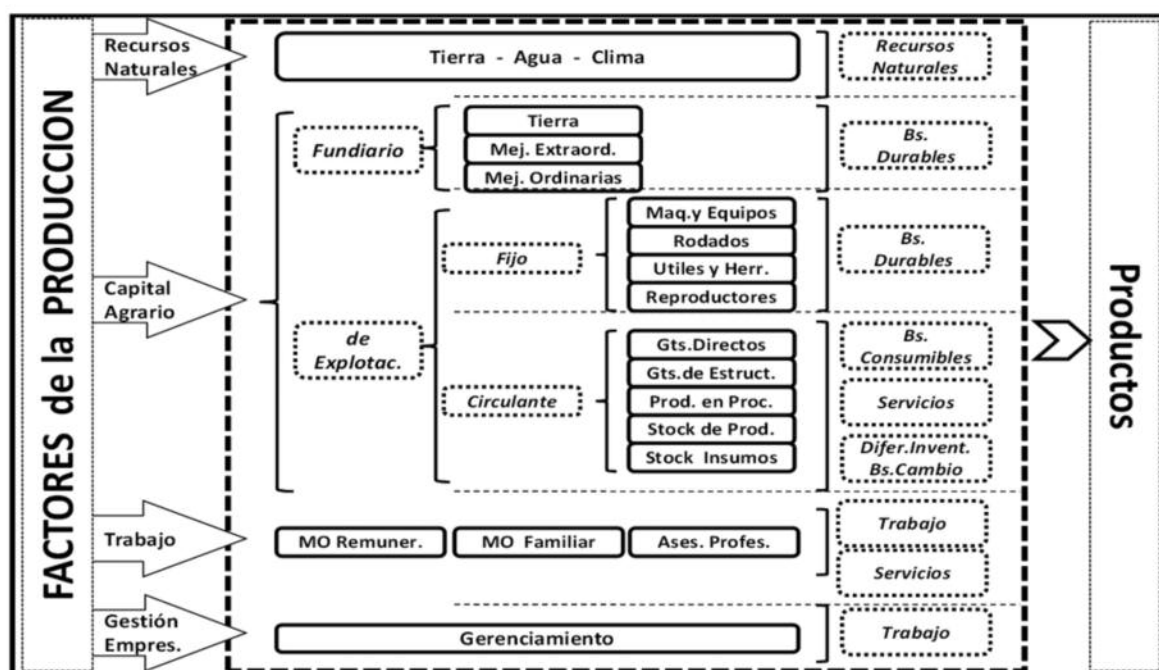 FACTORES de la PRODUCCION
Recursos
Naturales
Tierra - Agua - Clima
Recursos
Naturales
Capital
Agrario
Fundiario
Tierra
Mej. Extraord.
Mej. Ordinarias
Bs.
Durables
de
Explotac.
Fijo
Maq.y Equipos
Rodados
Utiles y Herr.
Reproductores
Bs.
Durables
Circulante
Gts.Directos
Gts.de Estruct.
Prod. en Proc.
Stock de Prod.
Stock Insumos
Bs.
Consumibles
Servicios
Difer.Invent.
Bs.Cambio
Trabajo
MO Remuner.
MO Familiar
Ases. Profes.
Trabajo
Servicios
Gestión
Empres.
Gerenciamiento
Trabajo
Productos